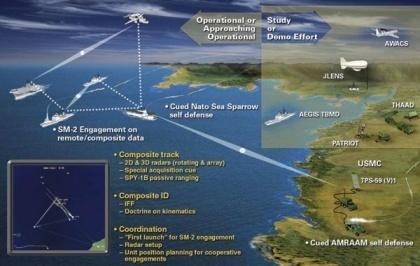 Operational or
Approaching
Operational
Study
or
Demo Effort
AWACS
JLENS
THAAD
AEGIS TBMD
PATRIOT
• Cued Nato Sea Sparrow
self defense
• SM-2 Engagement on
remote/composite data
USMC
TPS-59 (V)1
• Composite track
– 2D & 3D radars (rotating & array)
– Special acquisition cue
– SPY-1B passive ranging
• Composite ID
– IFF
– Doctrine on kinematics
• Coordination
– "First launch" for SM-2 engagement
– Radar setup
– Unit position planning for cooperative
engagements
• Cued AMRAAM self defense